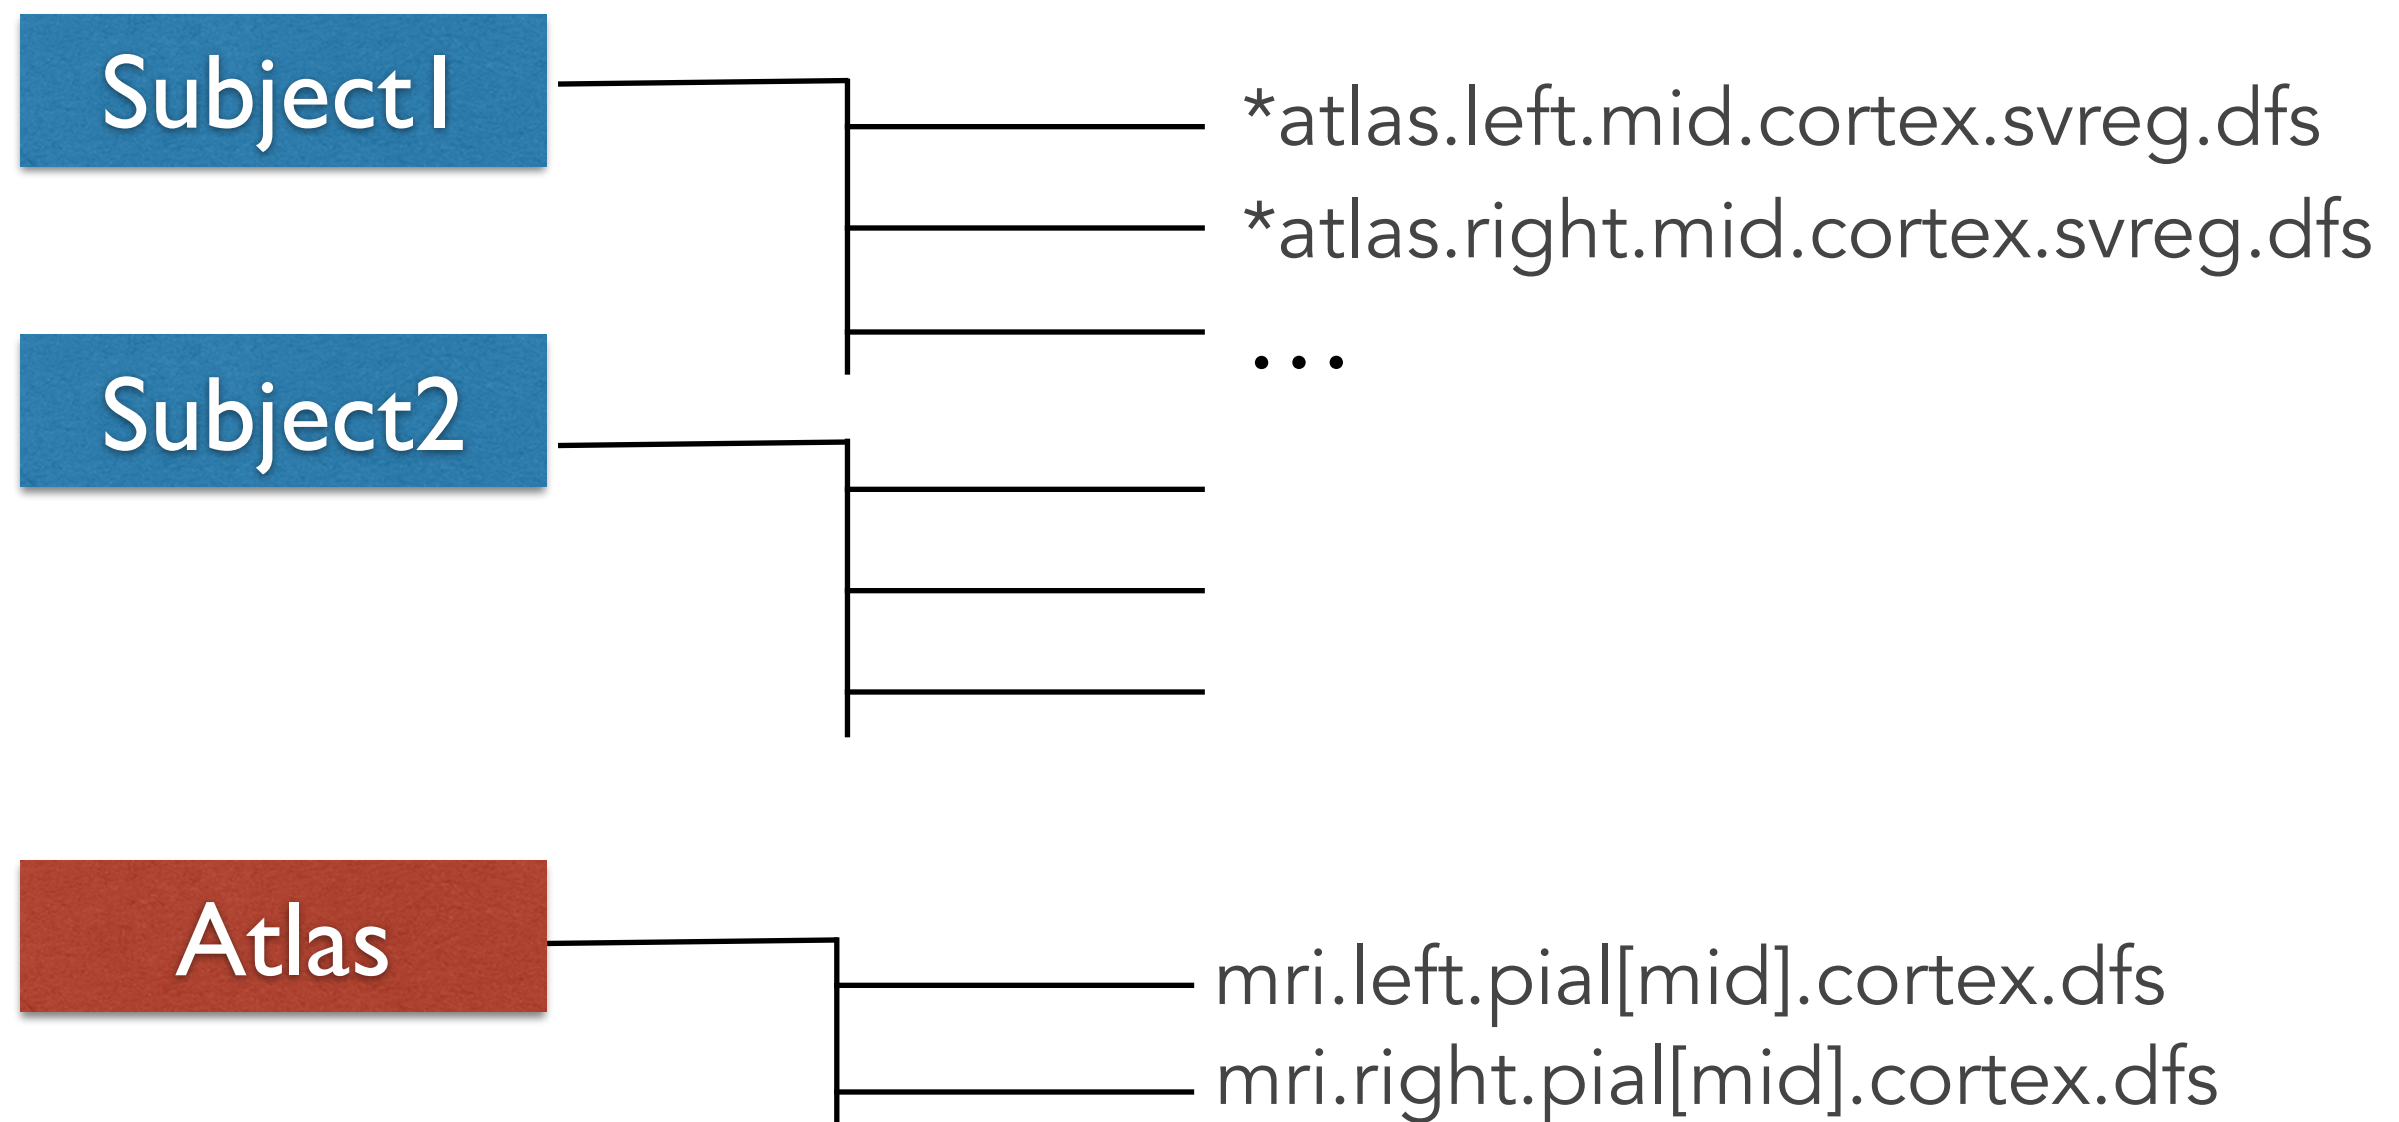 Subject1
*atlas.left.mid.cortex.svreg.dfs
*atlas.right.mid.cortex.svreg.dfs
...
Subject2
Atlas
mri.left.pial[mid].cortex.dfs
mri.right.pial[mid].cortex.dfs